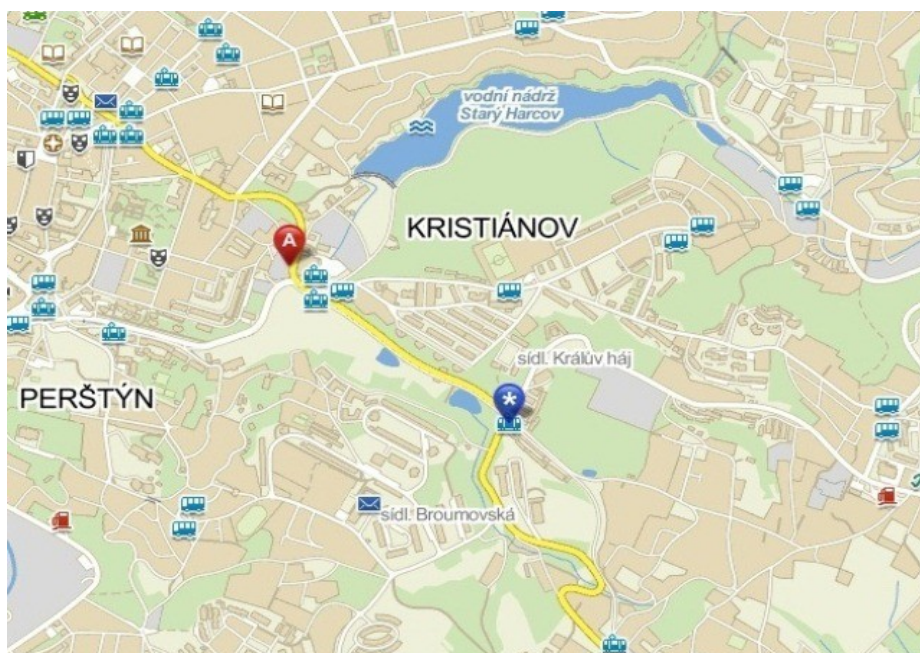 vodní nádrž
Starý Harcov
KRISTIÁNOV
A
sídl. Králův háj
*
PERŠTÝN
sídl. Broumovská